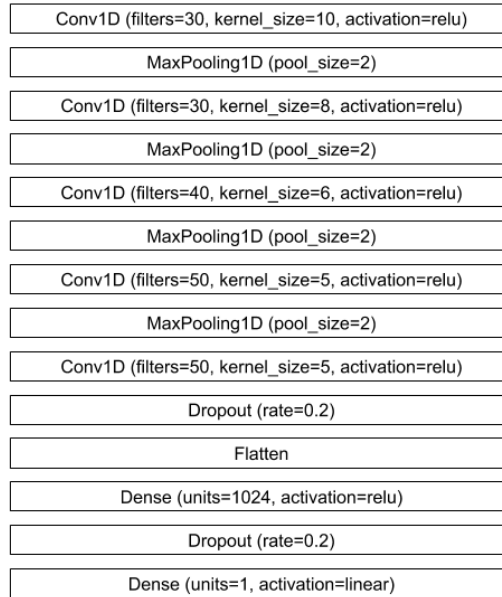 Conv1D (filters=30, kernel_size=10, activation=relu)
MaxPooling1D (pool_size=2)
Conv1D (filters=30, kernel_size=8, activation=relu)
MaxPooling1D (pool_size=2)
Conv1D (filters=40, kernel_size=6, activation=relu)
MaxPooling1D (pool_size=2)
Conv1D (filters=50, kernel_size=5, activation=relu)
MaxPooling1D (pool_size=2)
Conv1D (filters=50, kernel_size=5, activation=relu)
Dropout (rate=0.2)
Flatten
Dense (units=1024, activation=relu)
Dropout (rate=0.2)
Dense (units=1, activation=linear)